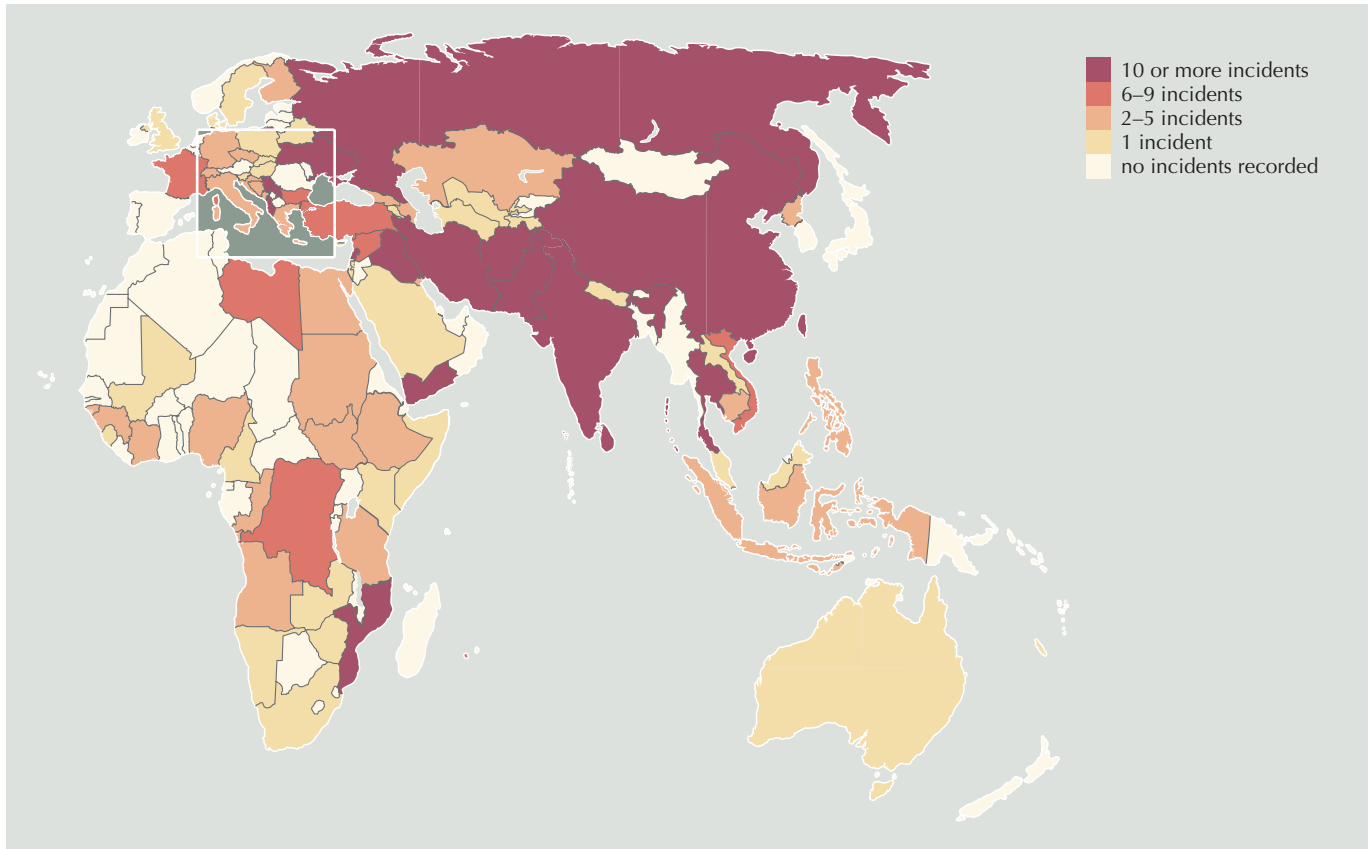 10 or more incidents
6–9 incidents
2–5 incidents
1 incident
no incidents recorded